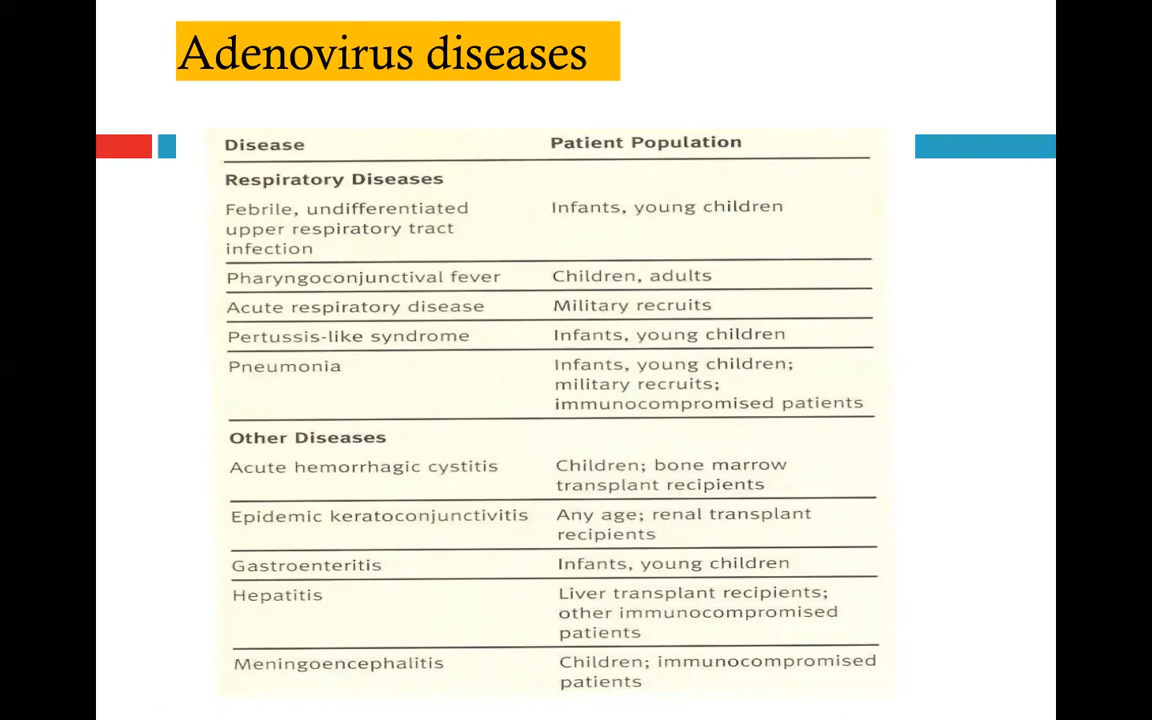 Adenovirus diseases
Disease Patient Population
Respiratory Diseases
Febrile, undifferentiated Infants, young children
upper respiratory tract
infection
Pharyngoconjunctival fever Children, adults
Acute respiratory disease Military recruits
Pertussis-like syndrome Infants, young children
Pneumonia Infants, young children;
military recruits;
immunocompromised patients
Other Diseases
Acute hemorrhagic cystitis Children; bone marrow
transplant recipients
Epidemic keratoconjunctivitis Any age; renal transplant
recipients
Gastroenteritis Infants, young children
Hepatitis Liver transplant recipients;
other immunocompromised
patients
Meningoencephalitis Children; immunocompromised
patients